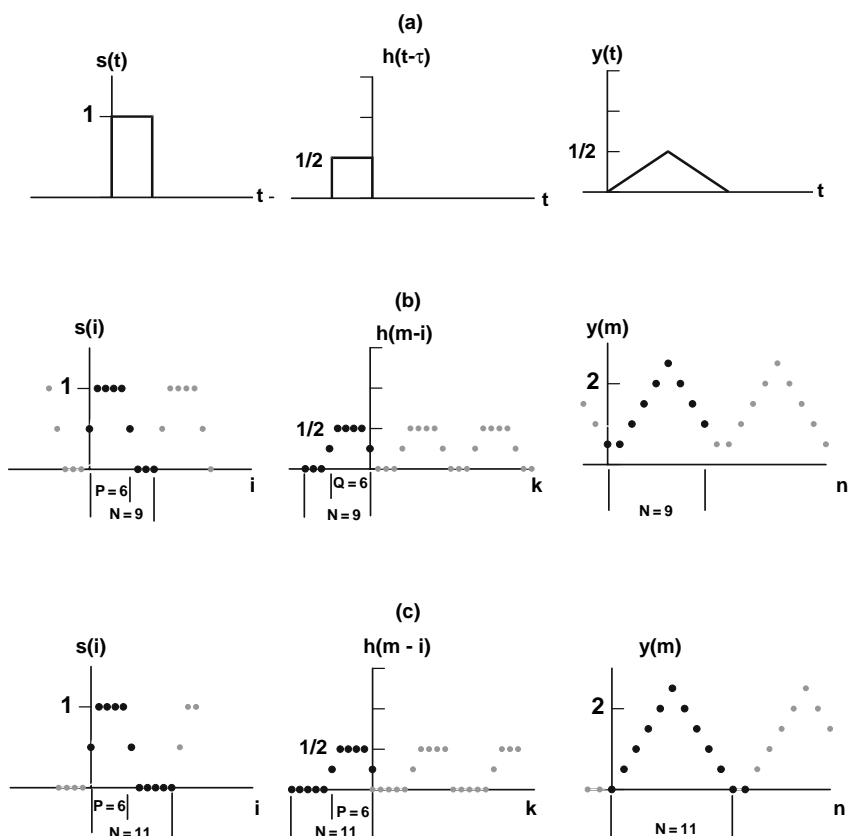 (a)
s(t)
h(t-τ)
y(t)
1
1/2
1/2
t -
t
t
(b)
s(i)
h(m-i)
y(m)
1
1/2
2
P = 6
N = 9
i
Q = 6
N = 9
k
N = 9
n
(c)
s(i)
h(m - i)
y(m)
1
1/2
2
P = 6
N = 11
i
P = 6
N = 11
k
N = 11
n